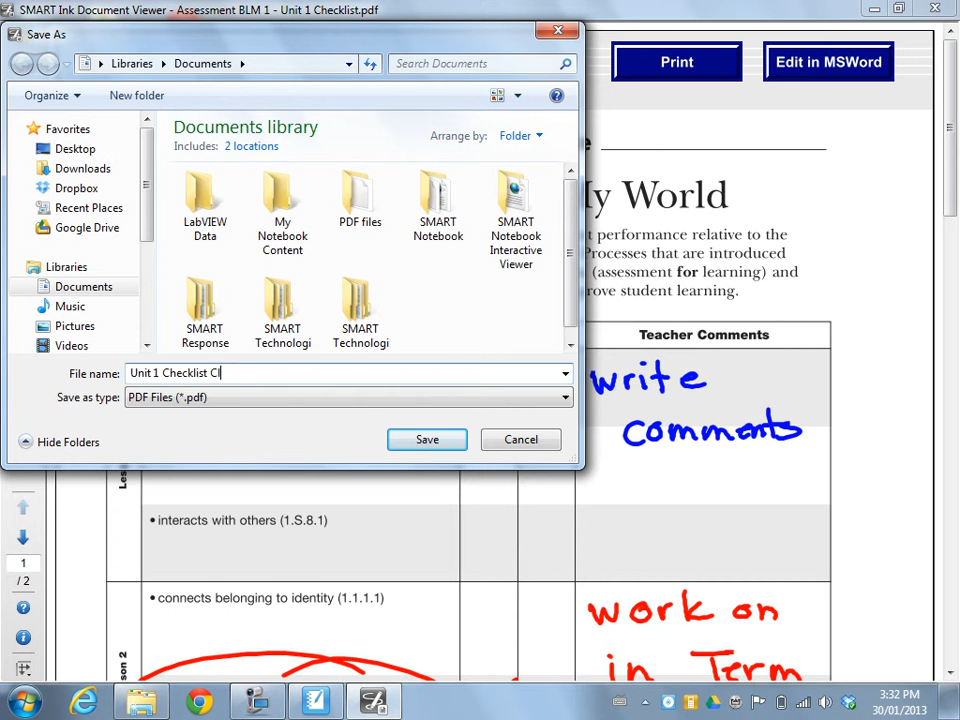 SMART Ink Document Viewer - Assessment BLM 1 - Unit 1 Checklist.pdf
Save As
Libraries
Documents
Search Documents
Organize
New folder
Documents library
Includes: 2 locations
Arrange by:
Folder
Favorites
Desktop
Downloads
Dropbox
Recent Places
Google Drive
Libraries
Documents
Music
Pictures
Videos
LabVIEW
Data
My
Notebook
Content
PDF files
SMART
Notebook
SMART
Notebook
Interactive
Viewer
SMART
Response
SMART
Technologi
SMART
Technologi
File name:
Unit 1 Checklist Cl
Save as type:
PDF Files (*.pdf)
Hide Folders
Save
Cancel
Print
Edit in MSWord
e
My World
t performance relative to the
Processes that are introduced
(assessment for learning) and
rove student learning.
Teacher Comments
write
comments
Les
• interacts with others (1.S.8.1)
• connects belonging to identity (1.1.1.1)
son 2
work on
in Term
1
/ 2
3:32 PM
30/01/2013